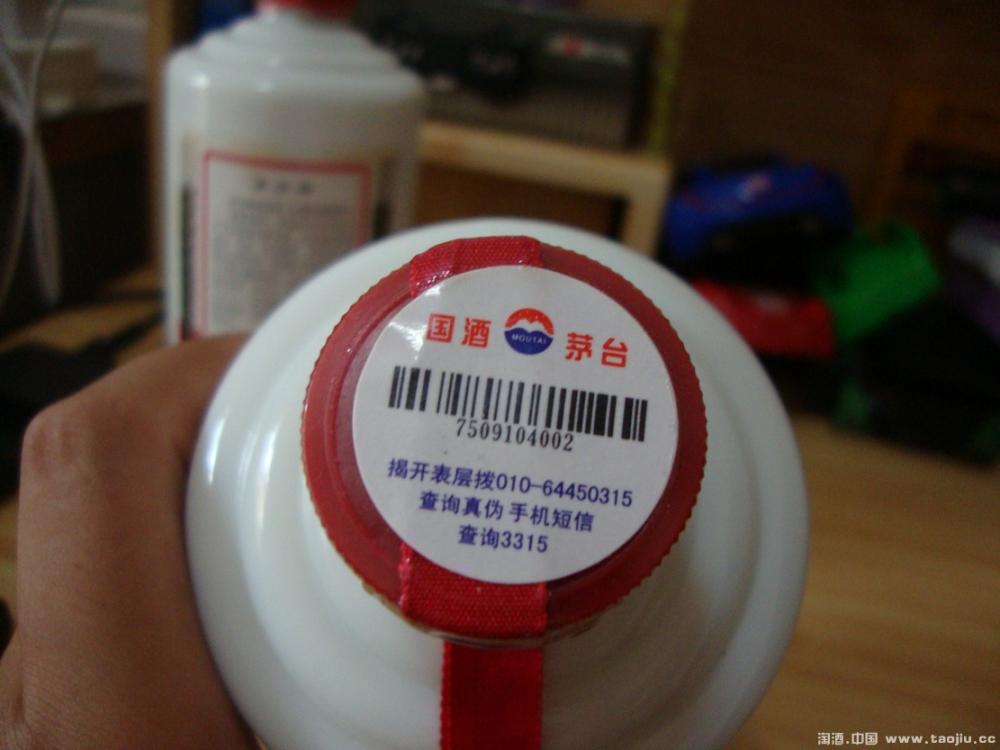 国酒 MOUTAI 茅台
7509104002
揭开表层拨010-64450315
查询真伪 手机短信
查询3315
淘酒.中国 www.taojiu.cc